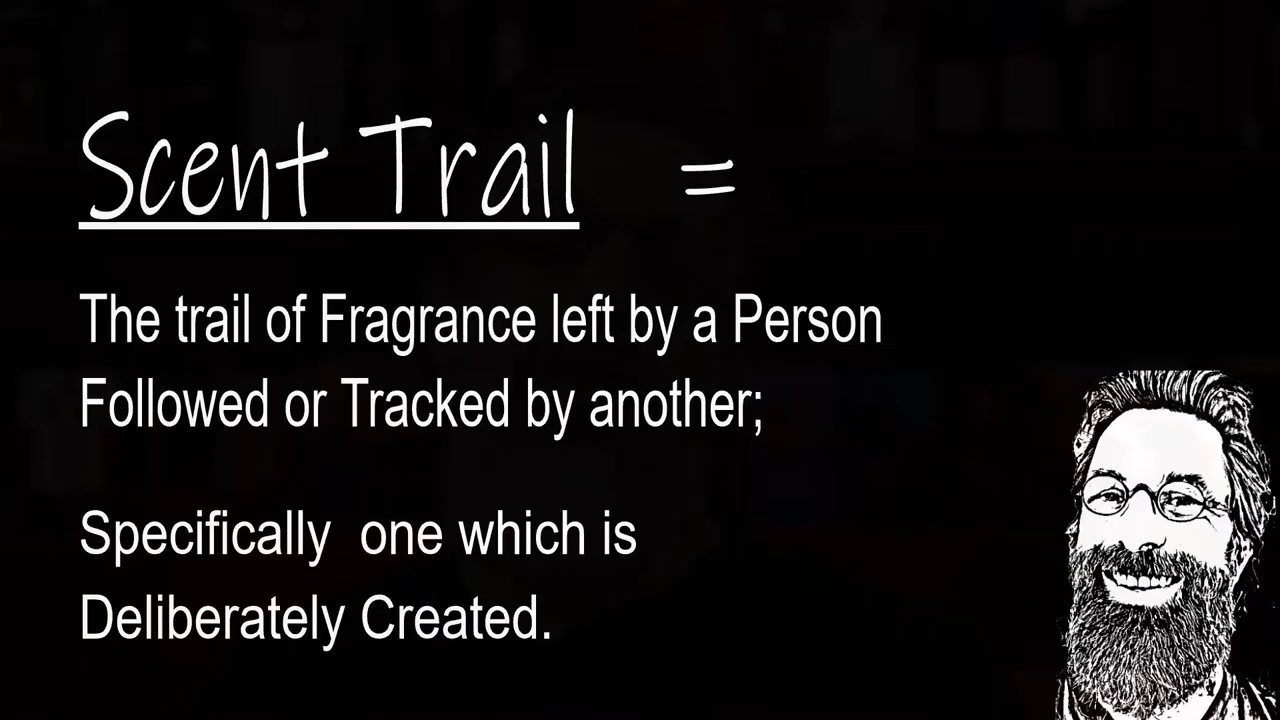 Scent Trail =
The trail of Fragrance left by a Person
Followed or Tracked by another;
Specifically one which is
Deliberately Created.